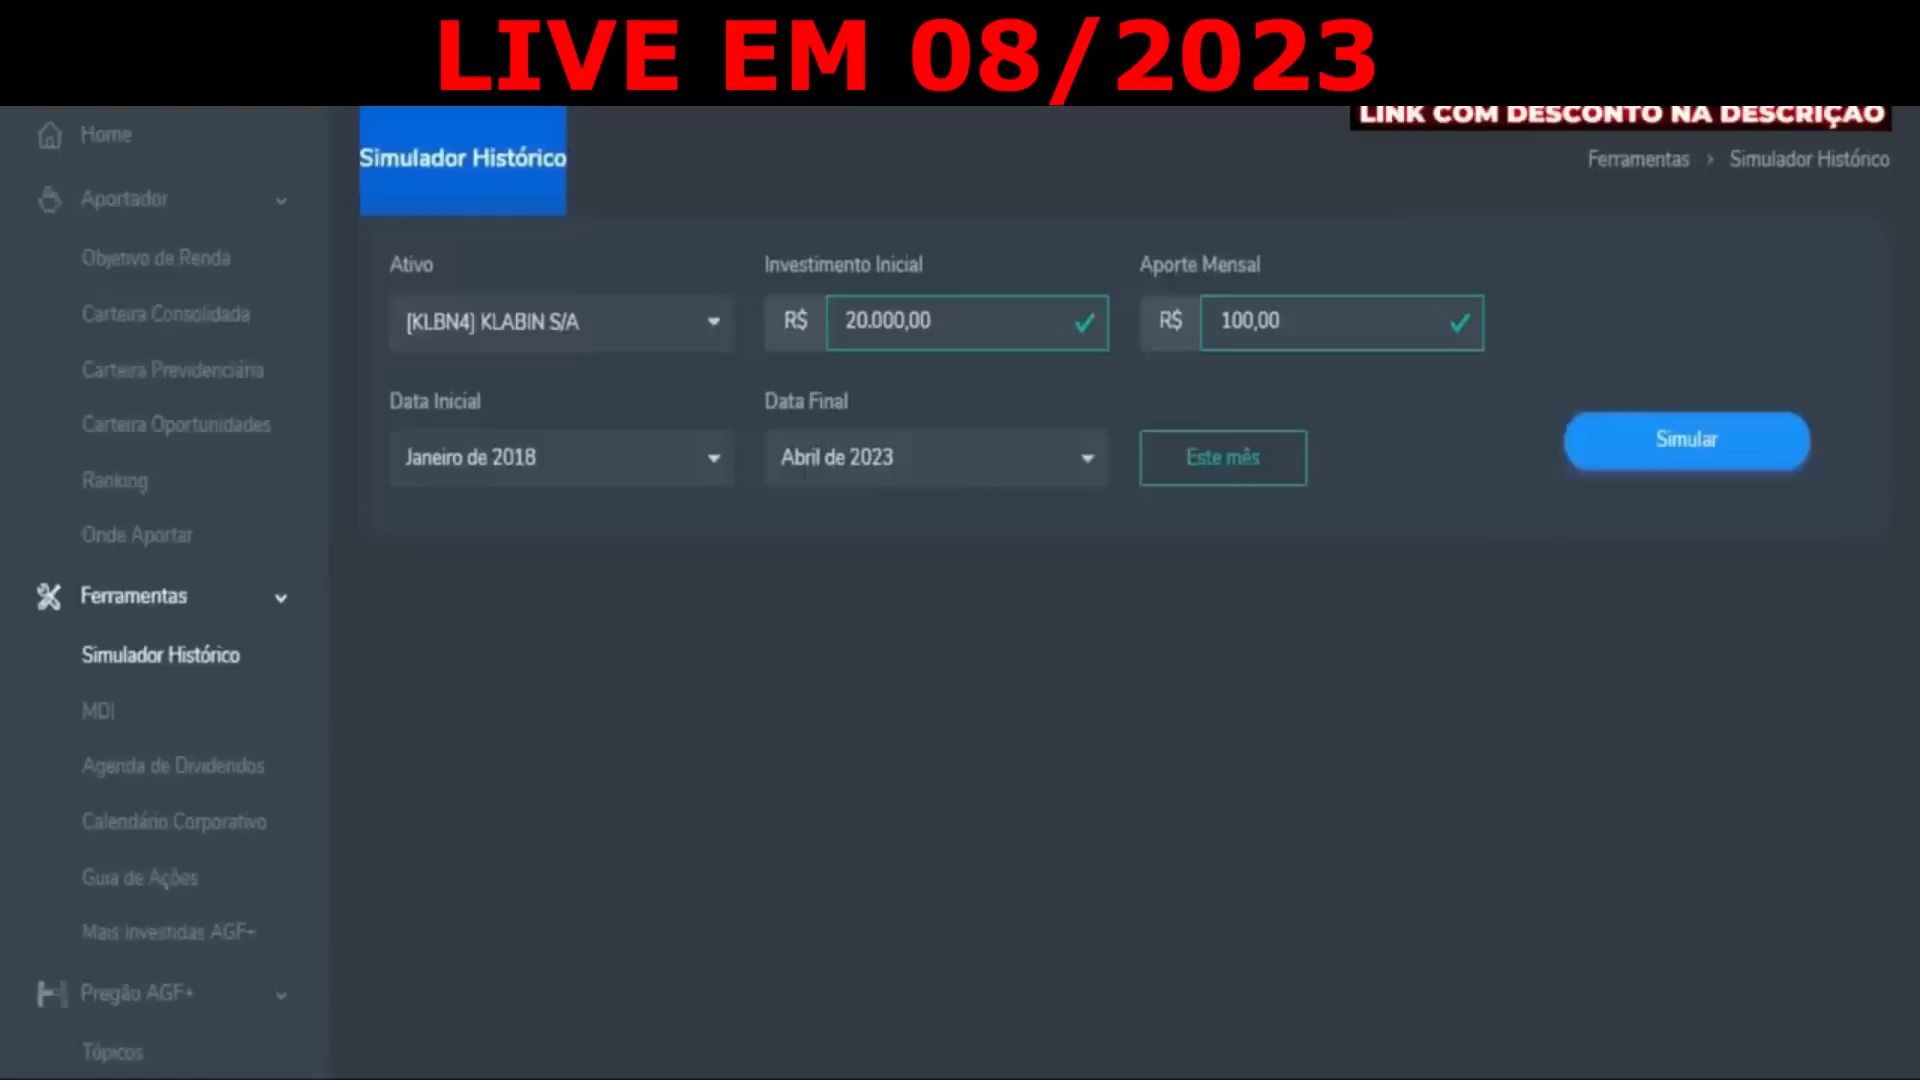 LIVE EM 08/2023
LINK COM DESCONTO NA DESCRIÇÃO
Home
Aportador
Objetivo de Renda
Carteira Consolidada
Carteira Previdenciária
Carteira Oportunidades
Ranking
Onde Aportar
Ferramentas
Simulador Histórico
MDI
Agenda de Dividendos
Calendário Corporativo
Guia de Ações
Mais Investidas AGF+
Pregão AGF+
Tópicos
Simulador Histórico
Ferramentas > Simulador Histórico
Ativo
[KLBN4] KLABIN S/A
Investimento Inicial
R$ 20.000,00
Aporte Mensal
R$ 100,00
Data Inicial
Janeiro de 2018
Data Final
Abril de 2023
Este mês
Simular